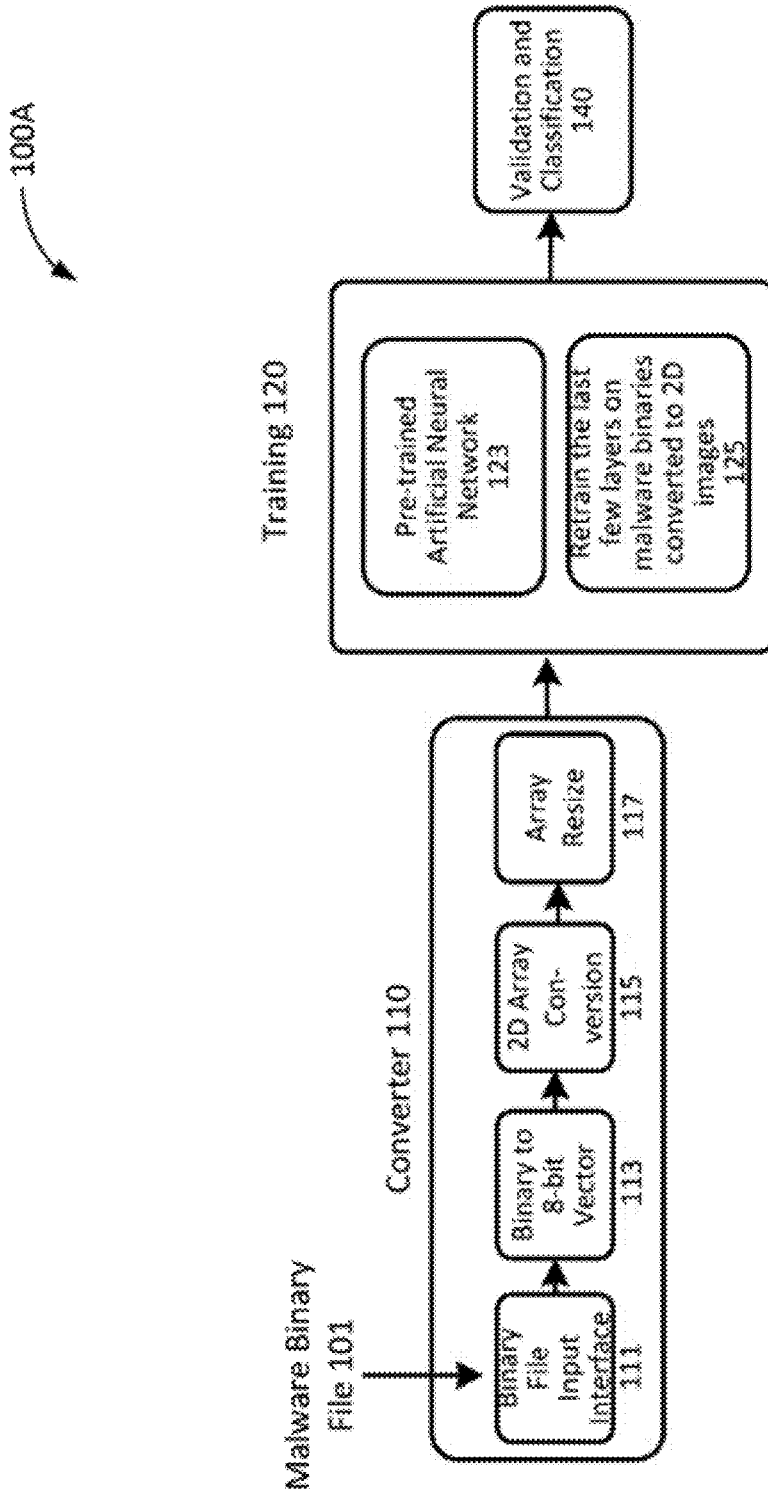 100A
Malware Binary
File 101
Converter 110
Binary
File
Input
Interface
111
Binary to
8-bit
Vector
113
2D Array
Con-
version
115
Array
Resize
117
Training 120
Pre-trained
Artificial Neural
Network
123
Retrain the last
few layers on
malware binaries
converted to 2D
images
125
Validation and
Classification
140